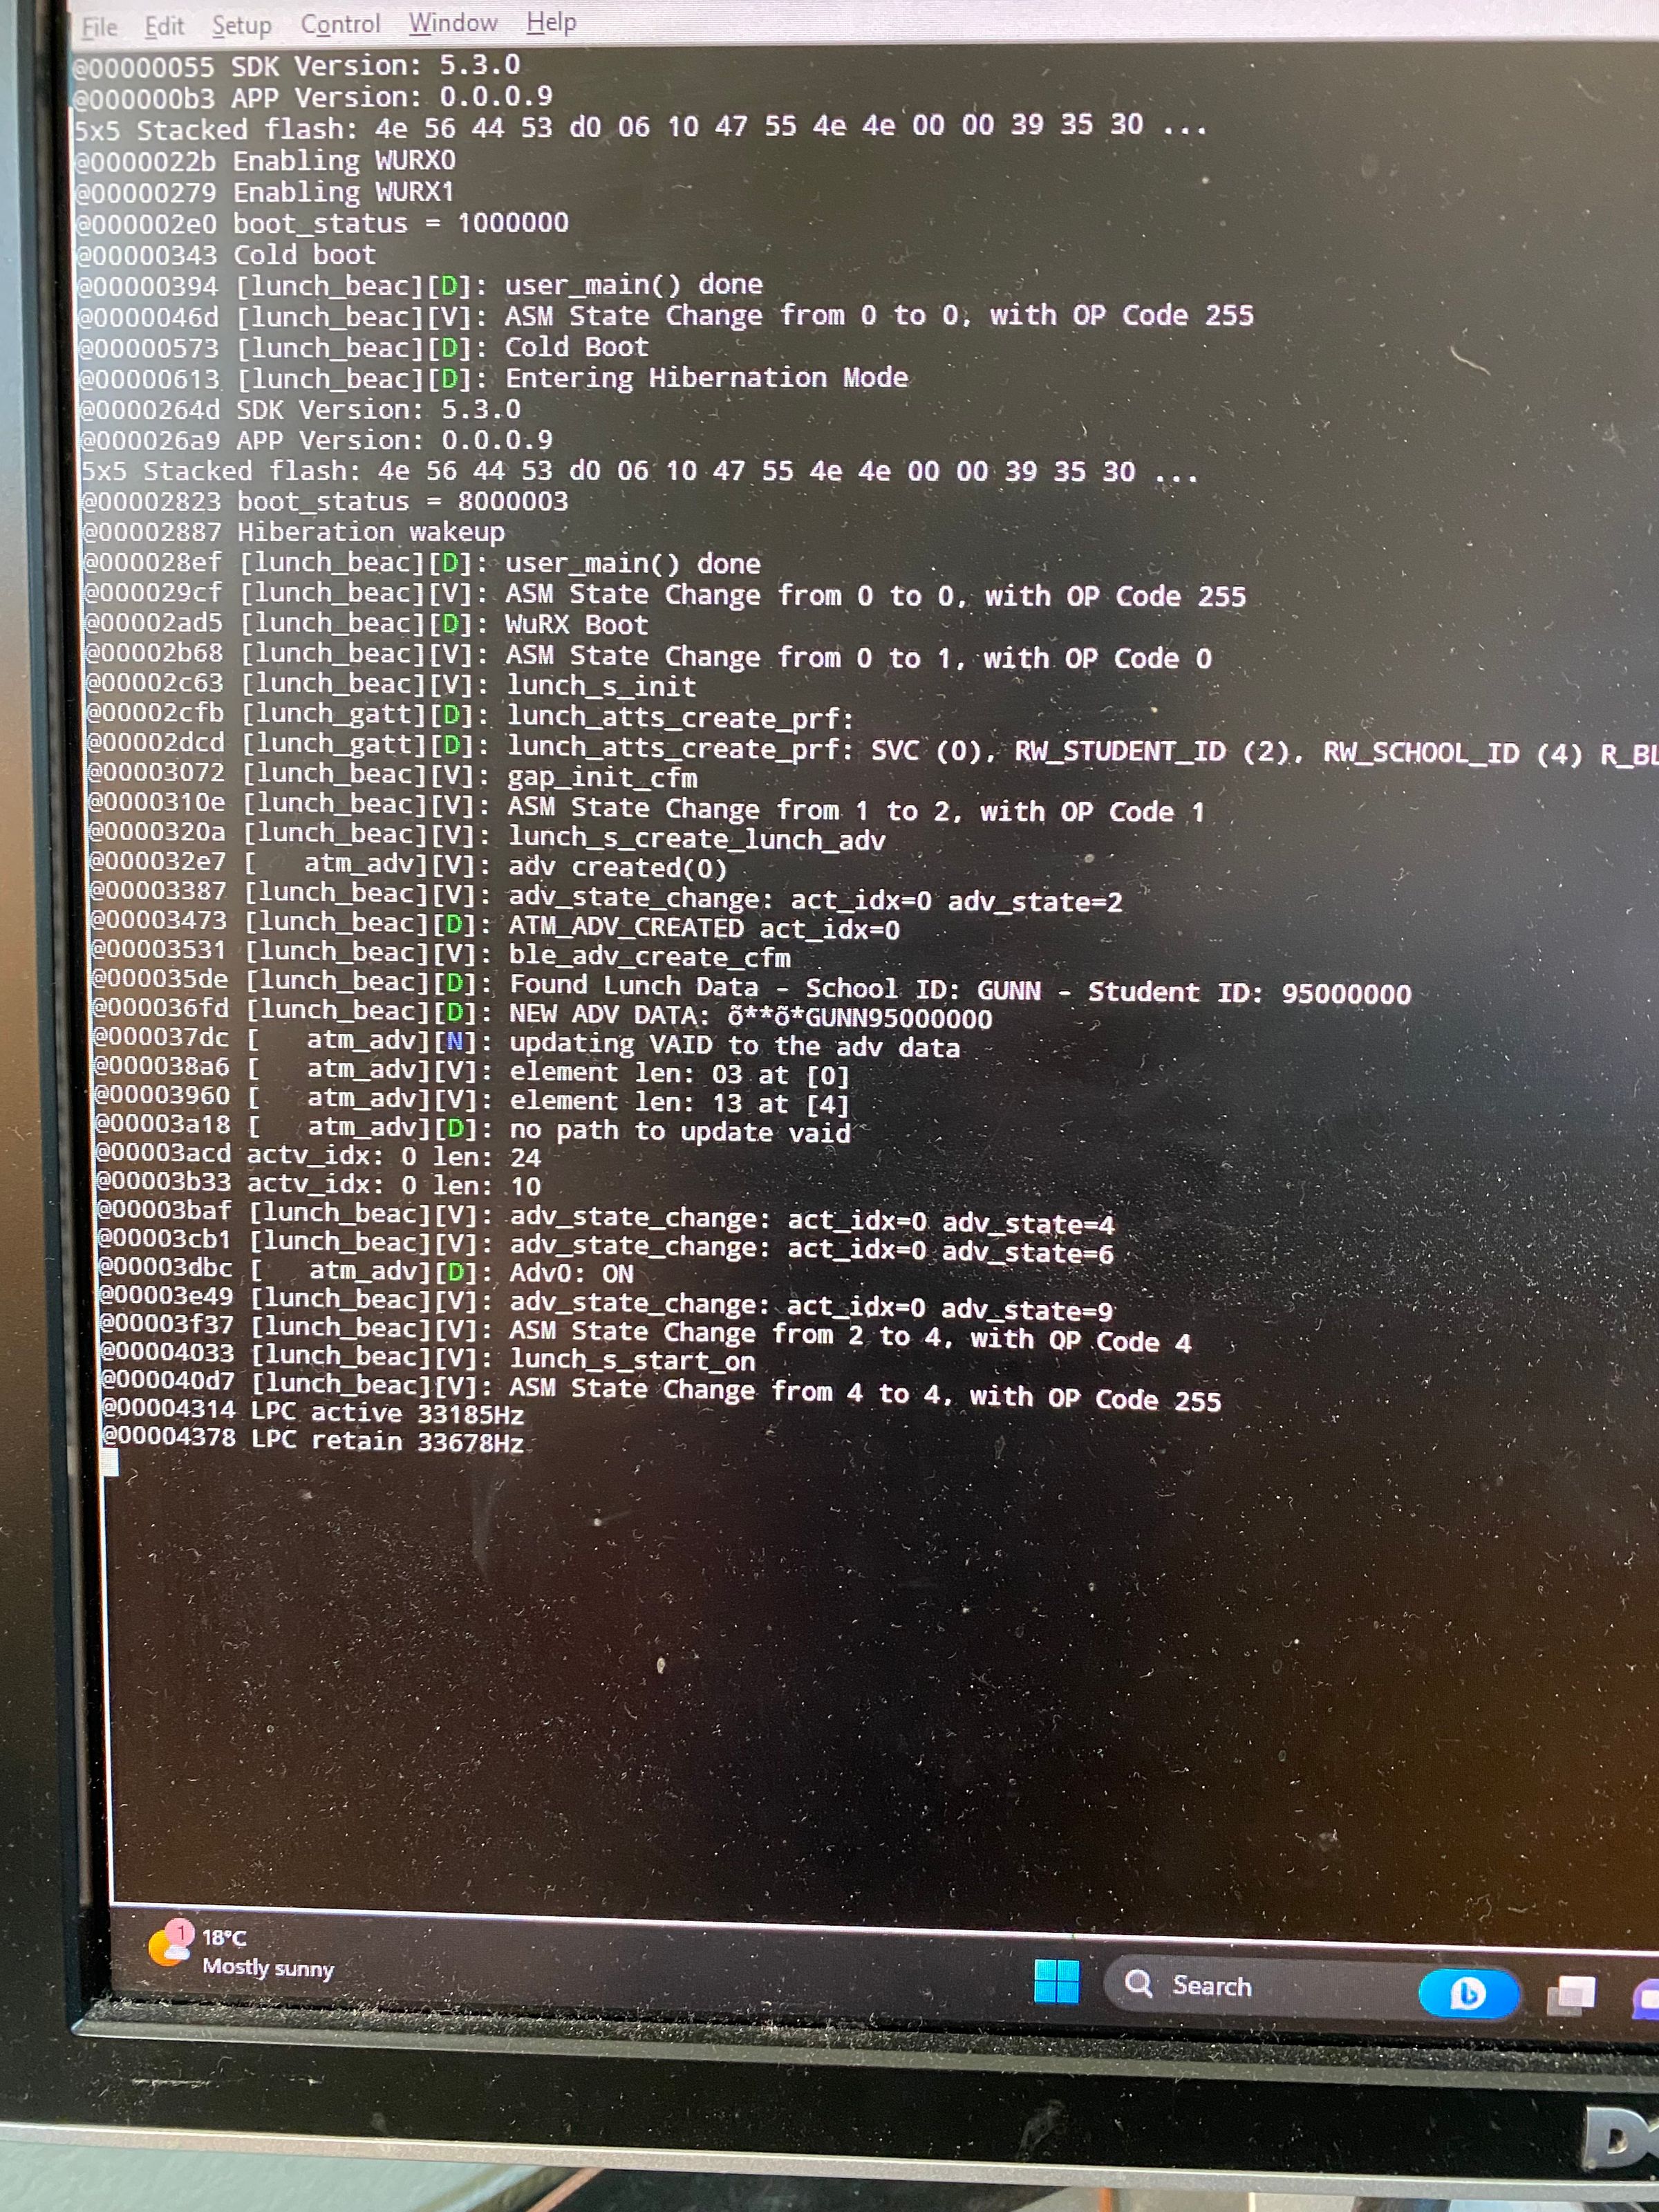 File Edit Setup Control Window Help
@00000055 SDK Version: 5.3.0
@000000b3 APP Version: 0.0.0.9
5x5 Stacked flash: 4e 56 44 53 d0 06 10 47 55 4e 4e 00 00 39 35 30 ...
@0000022b Enabling WURX0
@00000279 Enabling WURX1
@000002e0 boot_status = 1000000
@00000343 Cold boot
@00000394 [lunch_beac][D]: user_main() done
@0000046d [lunch_beac][V]: ASM State Change from 0 to 0, with OP Code 255
@00000573 [lunch_beac][D]: Cold Boot
@00000613 [lunch_beac][D]: Entering Hibernation Mode
@0000264d SDK Version: 5.3.0
@000026a9 APP Version: 0.0.0.9
5x5 Stacked flash: 4e 56 44 53 d0 06 10 47 55 4e 4e 00 00 39 35 30 ...
@00002823 boot_status = 8000003
@00002887 Hiberation wakeup
@000028ef [lunch_beac][D]: user_main() done
@000029cf [lunch_beac][V]: ASM State Change from 0 to 0, with OP Code 255
@00002ad5 [lunch_beac][D]: WuRX Boot
@00002b68 [lunch_beac][V]: ASM State Change from 0 to 1, with OP Code 0
@00002c63 [lunch_beac][V]: lunch_s_init
@00002cfb [lunch_gatt][D]: lunch_atts_create_prf:
@00002dcd [lunch_gatt][D]: lunch_atts_create_prf: SVC (0), RW_STUDENT_ID (2), RW_SCHOOL_ID (4) R_BL
@00003072 [lunch_beac][V]: gap_init_cfm
@0000310e [lunch_beac][V]: ASM State Change from 1 to 2, with OP Code 1
@0000320a [lunch_beac][V]: lunch_s_create_lunch_adv
@000032e7 [   atm_adv][V]: adv created(0)
@00003387 [lunch_beac][V]: adv_state_change: act_idx=0 adv_state=2
@00003473 [lunch_beac][D]: ATM_ADV_CREATED act_idx=0
@00003531 [lunch_beac][V]: ble_adv_create_cfm
@000035de [lunch_beac][D]: Found Lunch Data - School ID: GUNN - Student ID: 95000000
@000036fd [lunch_beac][D]: NEW ADV DATA: õ**õ*GUNN95000000
@000037dc [   atm_adv][N]: updating VAID to the adv data
@000038a6 [   atm_adv][V]: element len: 03 at [0]
@00003960 [   atm_adv][V]: element len: 13 at [4]
@00003a18 [   atm_adv][D]: no path to update vaid
@00003acd actv_idx: 0 len: 24
@00003b33 actv_idx: 0 len: 10
@00003baf [lunch_beac][V]: adv_state_change: act_idx=0 adv_state=4
@00003cb1 [lunch_beac][V]: adv_state_change: act_idx=0 adv_state=6
@00003dbc [   atm_adv][D]: Adv0: ON
@00003e49 [lunch_beac][V]: adv_state_change: act_idx=0 adv_state=9
@00003f37 [lunch_beac][V]: ASM State Change from 2 to 4, with OP Code 4
@00004033 [lunch_beac][V]: lunch_s_start_on
@000040d7 [lunch_beac][V]: ASM State Change from 4 to 4, with OP Code 255
@00004314 LPC active 33185Hz
@00004378 LPC retain 33678Hz
1
18°C
Mostly sunny
Search